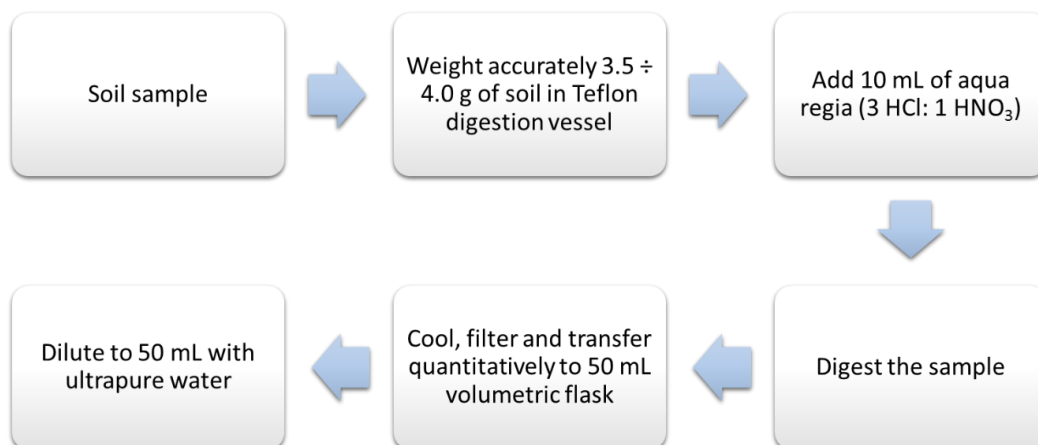 Soil sample
Weight accurately 3.5 ÷
4.0 g of soil in Teflon
digestion vessel
Add 10 mL of aqua
regia (3 HCl: 1 HNO₃)
Digest the sample
Cool, filter and transfer
quantitatively to 50 mL
volumetric flask
Dilute to 50 mL with
ultrapure water